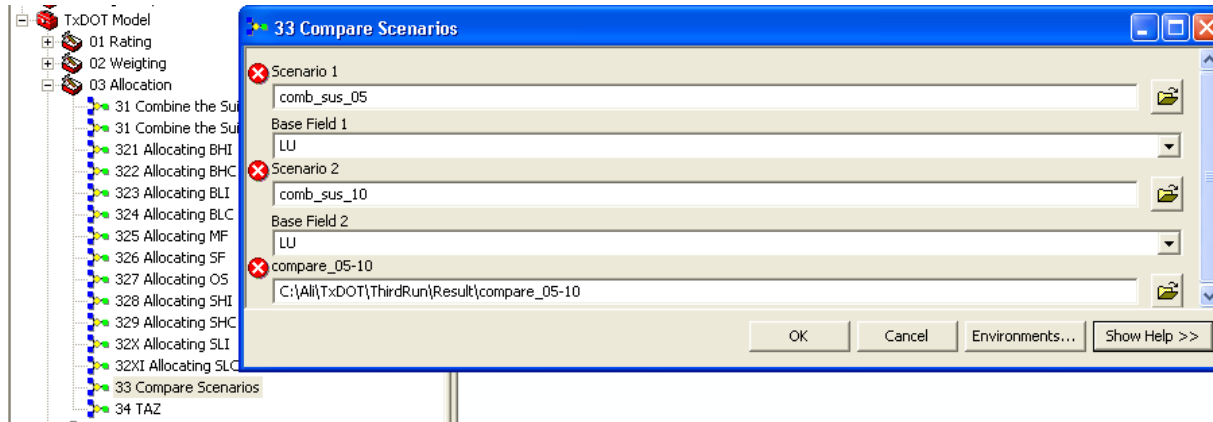 TxDOT Model
01 Rating
02 Weigting
03 Allocation
31 Combine the Sui
31 Combine the Sui
321 Allocating BHI
322 Allocating BHC
323 Allocating BLI
324 Allocating BLC
325 Allocating MF
326 Allocating SF
327 Allocating OS
328 Allocating SHI
329 Allocating SHC
32X Allocating SLI
32XI Allocating SLC
33 Compare Scenarios
34 TAZ
33 Compare Scenarios
Scenario 1
comb_sus_05
Base Field 1
LU
Scenario 2
comb_sus_10
Base Field 2
LU
compare_05-10
C:\Ali\TxDOT\ThirdRun\Result\compare_05-10
OK Cancel Environments... Show Help >>